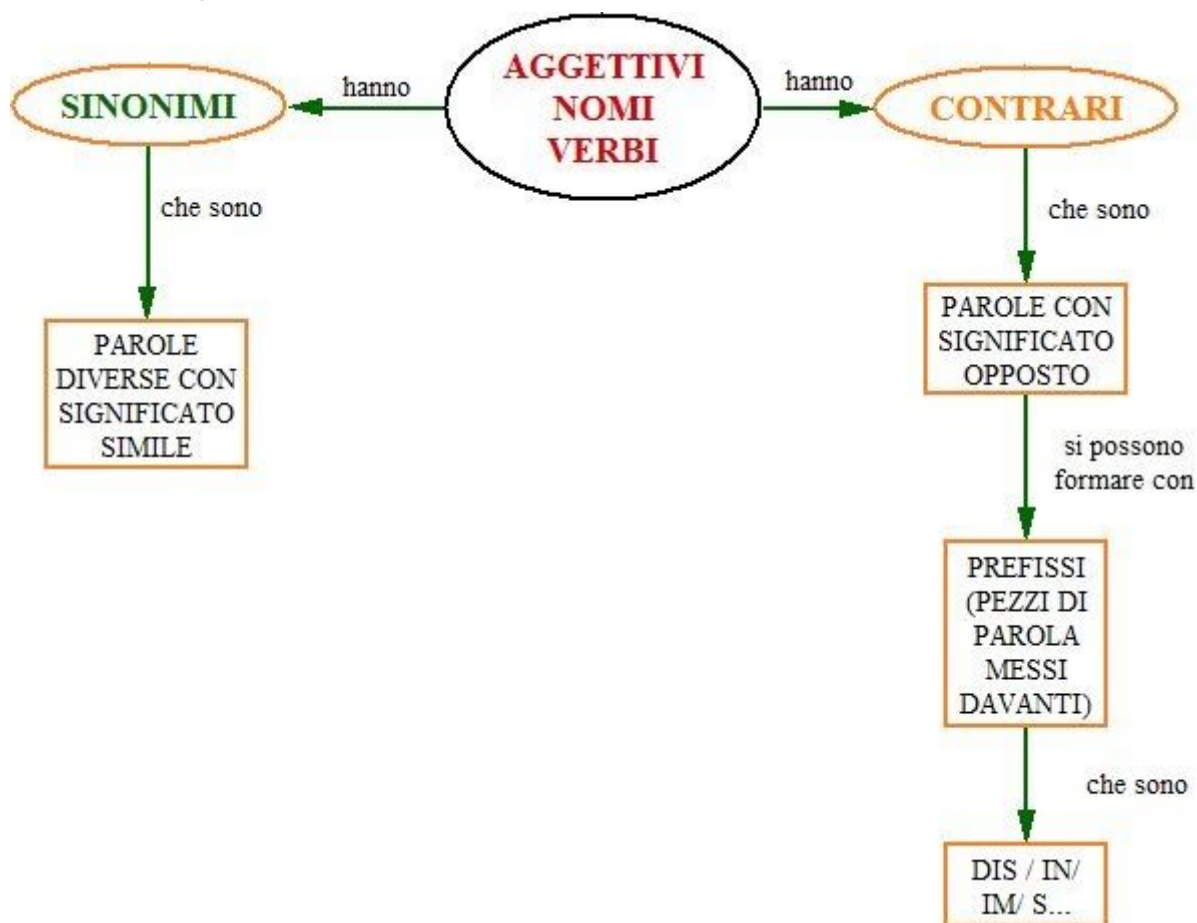 AGGETTIVI
NOMI
VERBI
hanno
SINONIMI
che sono
PAROLE
DIVERSE CON
SIGNIFICATO
SIMILE
hanno
CONTRARI
che sono
PAROLE CON
SIGNIFICATO
OPPOSTO
si possono
formare con
PREFISSI
(PEZZI DI
PAROLA
MESSI
DAVANTI)
che sono
DIS / IN/
IM/ S...